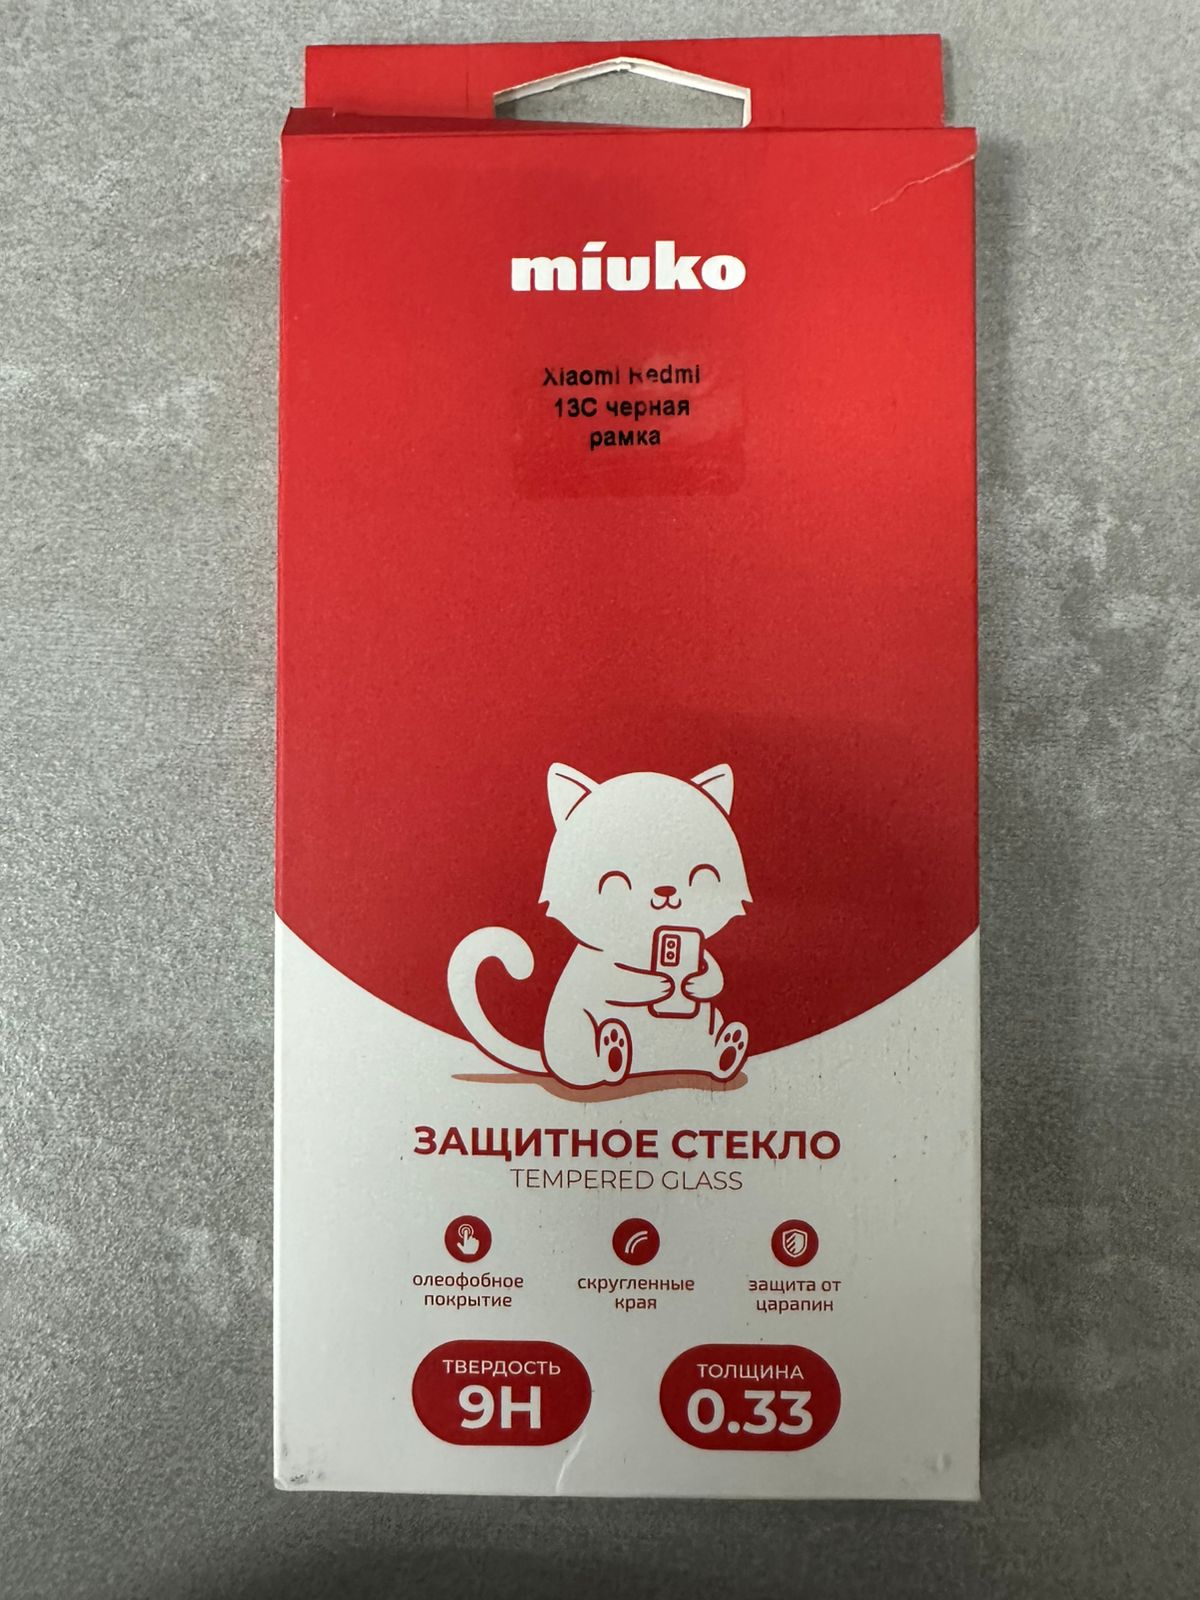 miuko
Xiaomi Redmi
13C черная
рамка
ЗАЩИТНОЕ СТЕКЛО
TEMPERED GLASS
олеофобное
покрытие
скругленные
края
защита от
царапин
ТВЕРДОСТЬ
9H
ТОЛЩИНА
0.33